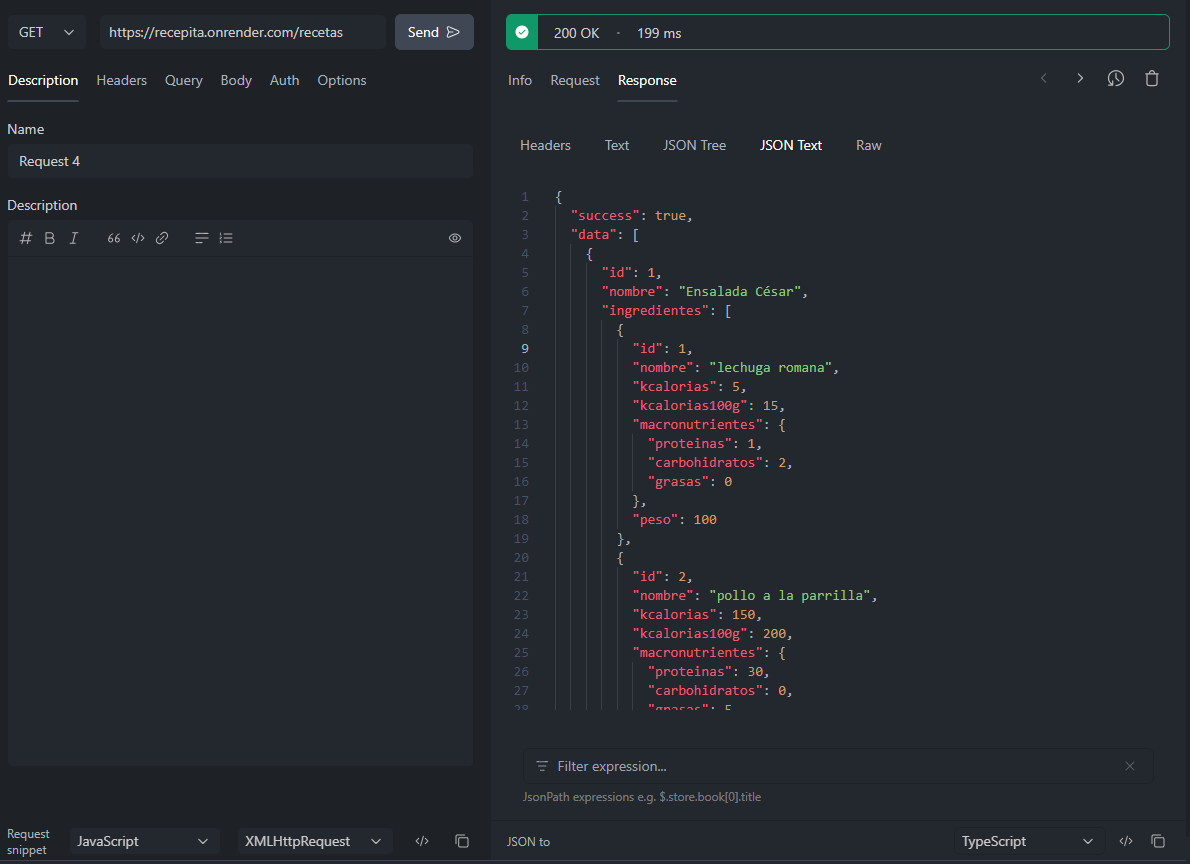 GET
https://recepita.onrender.com/recetas
Send
Description Headers Query Body Auth Options
Name
Request 4
Description
66
Request snippet
JavaScript
XMLHttpRequest
200 OK · 199 ms
Info Request Response
Headers Text JSON Tree JSON Text Raw
1 {
2 "success": true,
3 "data": [
4 {
5 "id": 1,
6 "nombre": "Ensalada César",
7 "ingredientes": [
8 {
9 "id": 1,
10 "nombre": "lechuga romana",
11 "kcalorias": 5,
12 "kcalorias100g": 15,
13 "macronutrientes": {
14 "proteinas": 1,
15 "carbohidratos": 2,
16 "grasas": 0
17 },
18 "peso": 100
19 },
20 {
21 "id": 2,
22 "nombre": "pollo a la parrilla",
23 "kcalorias": 150,
24 "kcalorias100g": 200,
25 "macronutrientes": {
26 "proteinas": 30,
27 "carbohidratos": 0,
28 "grasas": 5
Filter expression...
JsonPath expressions e.g. $.store.book[0].title
JSON to
TypeScript